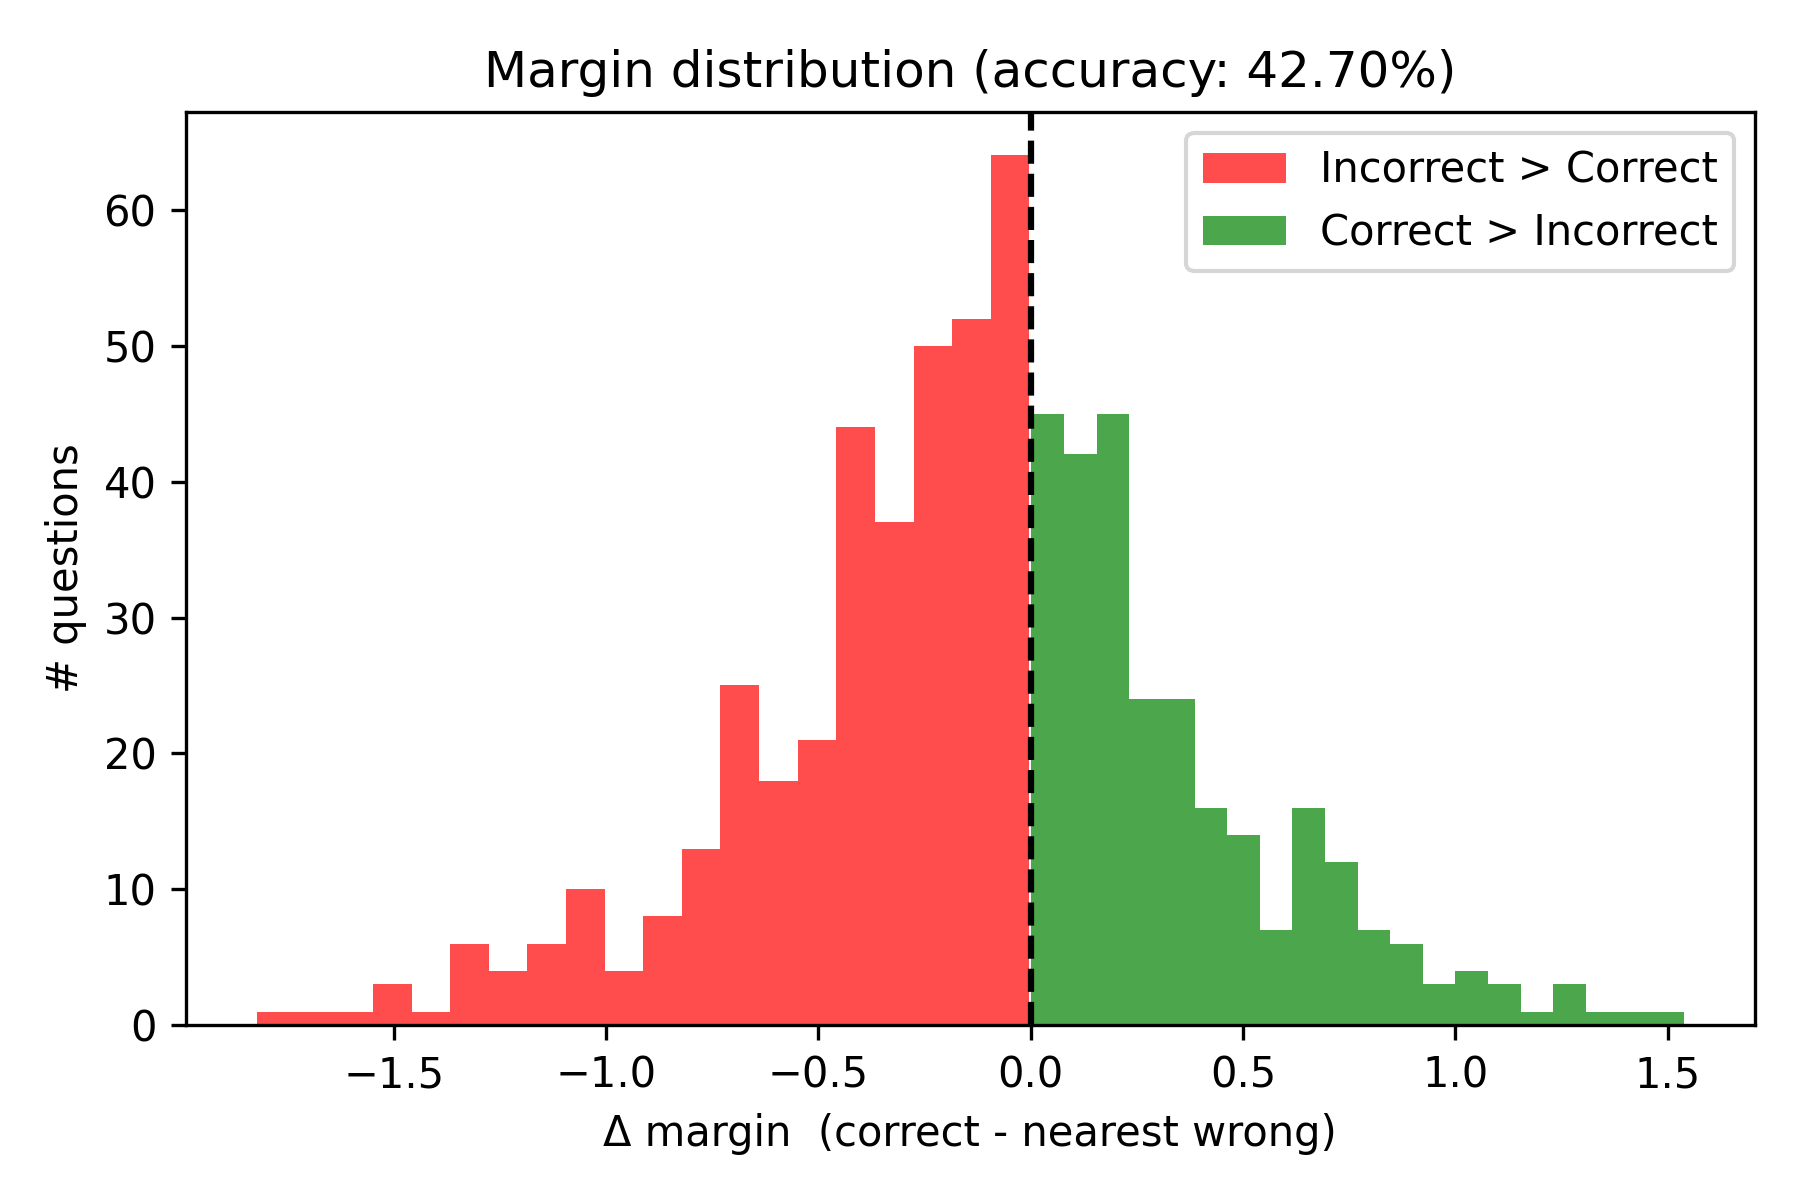 Margin distribution (accuracy: 42.70%)
Incorrect > Correct
Correct > Incorrect
# questions
60
50
40
30
20
10
0
−1.5 −1.0 −0.5 0.0 0.5 1.0 1.5
Δ margin (correct - nearest wrong)